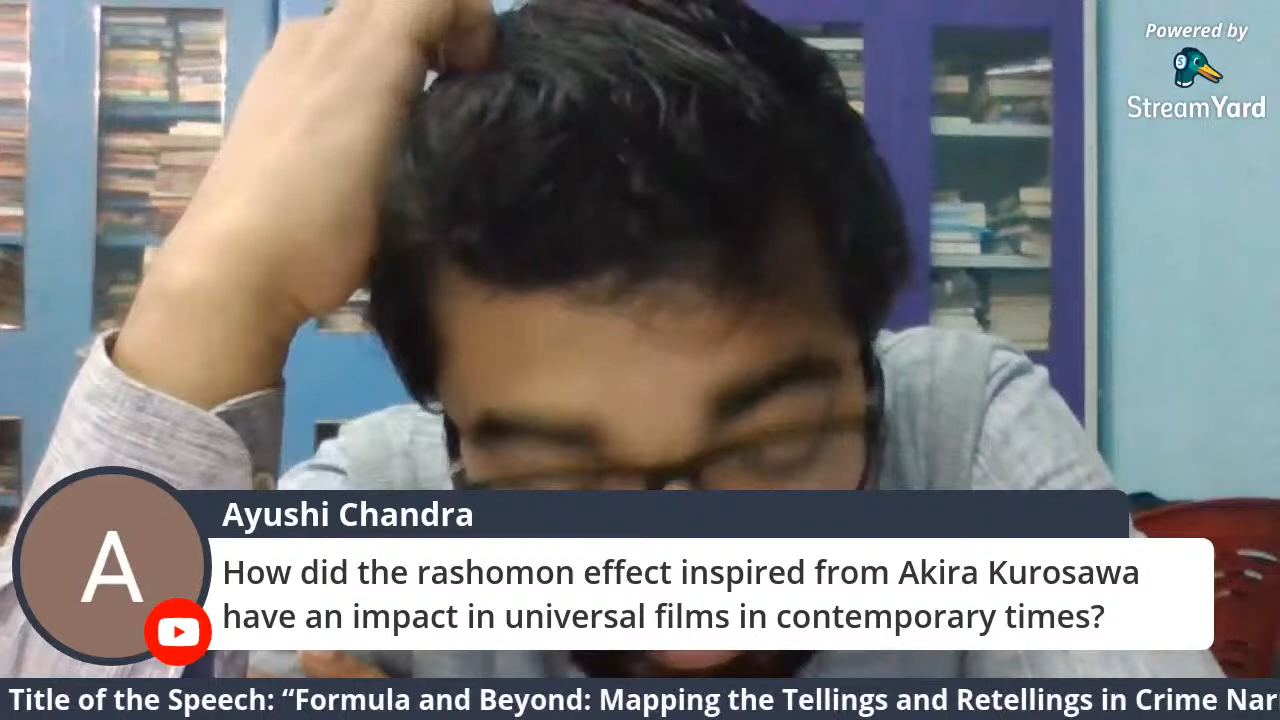 Powered by
StreamYard
A
Ayushi Chandra
How did the rashomon effect inspired from Akira Kurosawa
have an impact in universal films in contemporary times?
Title of the Speech: “Formula and Beyond: Mapping the Tellings and Retellings in Crime Nar